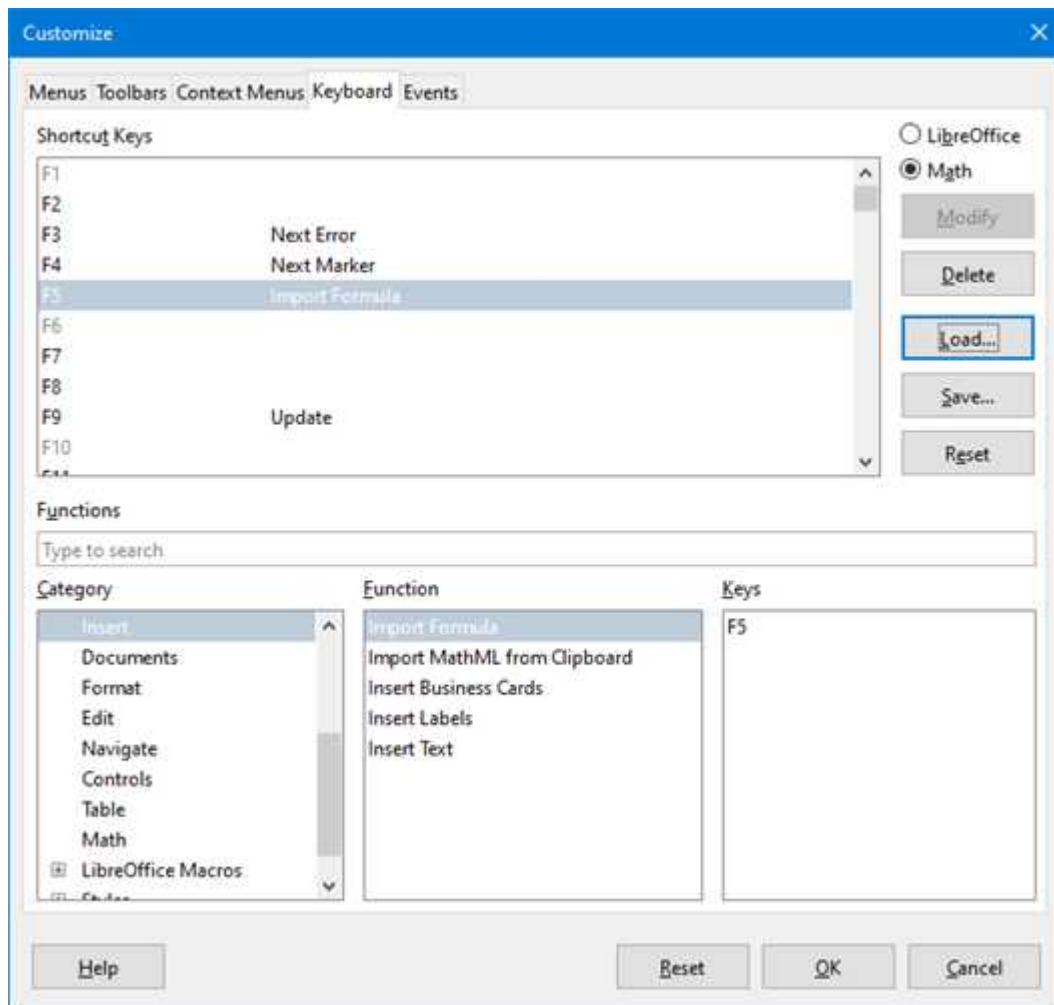 Customize
Menus Toolbars Context Menus Keyboard Events
Shortcut Keys
LibreOffice
Math
F1
F2
F3 Next Error
F4 Next Marker
F5 Import Formula
F6
F7
F8
F9 Update
F10
F11
Modify
Delete
Load...
Save...
Reset
Functions
Type to search
Category
Insert
Documents
Format
Edit
Navigate
Controls
Table
Math
LibreOffice Macros
Styles
Function
Import Formula
Import MathML from Clipboard
Insert Business Cards
Insert Labels
Insert Text
Keys
F5
Help Reset OK Cancel